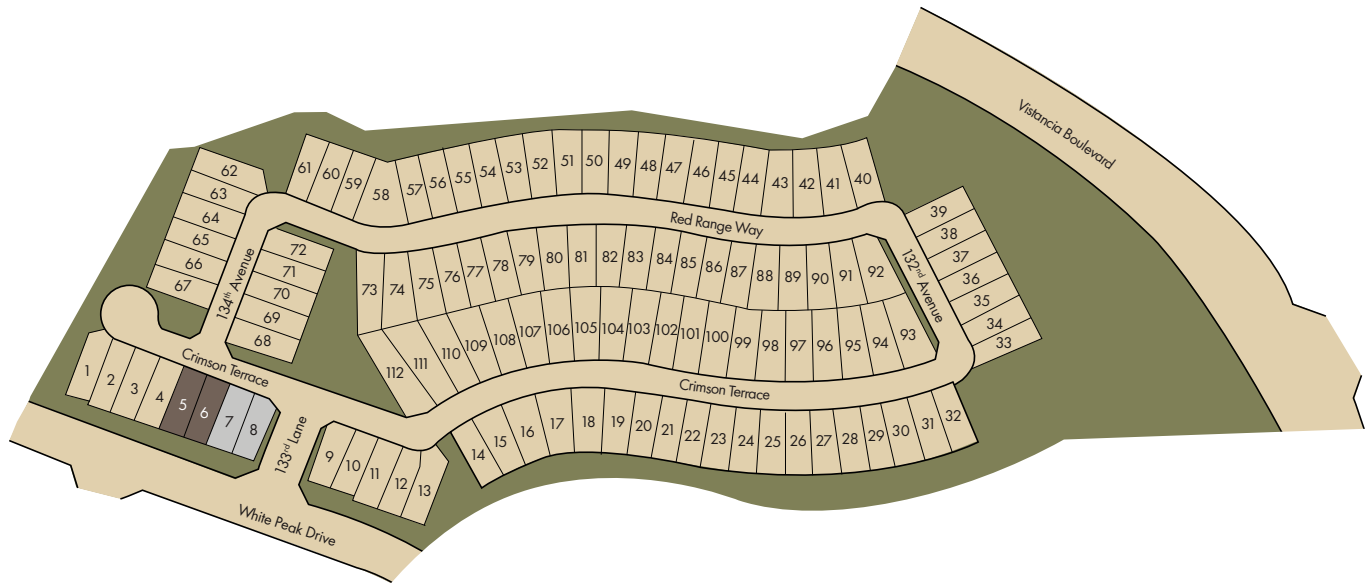 Vistancia Boulevard
61 60 59 58 57 56 55 54 53 52 51 50 49 48 47 46 45 44 43 42 41 40
62
63
64
65
66
67
Red Range Way
39
38
37
36
35
34
33
132nd Avenue
134th Avenue
72
71
70
69
68
73 74 75 76 77 78 79 80 81 82 83 84 85 86 87 88 89 90 91 92
112 111 110 109 108 107 106 105 104 103 102 101 100 99 98 97 96 95 94 93
Crimson Terrace
Crimson Terrace
1 2 3 4 5 6 7 8
133rd Lane
9 10 11 12 13
14 15 16 17 18 19 20 21 22 23 24 25 26 27 28 29 30 31 32
White Peak Drive